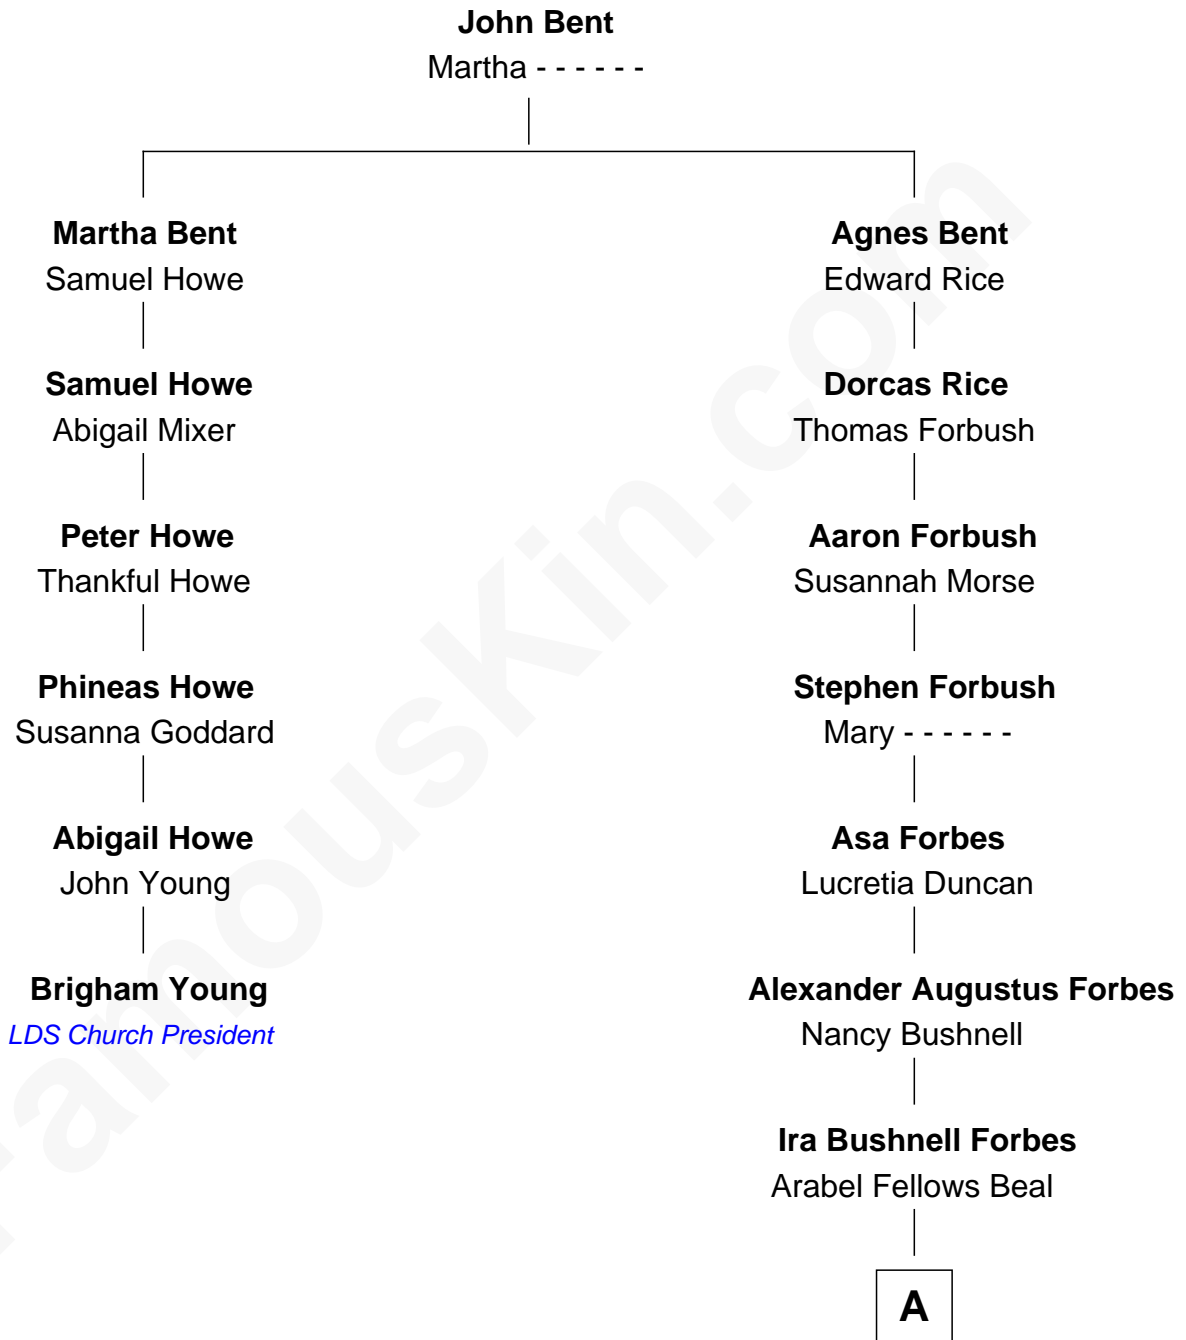 John Bent
Martha - - - - - -
Martha Bent
Samuel Howe
Agnes Bent
Edward Rice
Samuel Howe
Abigail Mixer
Dorcas Rice
Thomas Forbush
Peter Howe
Thankful Howe
Aaron Forbush
Susannah Morse
Phineas Howe
Susanna Goddard
Stephen Forbush
Mary - - - - - -
Abigail Howe
John Young
Asa Forbes
Lucretia Duncan
Brigham Young
LDS Church President
Alexander Augustus Forbes
Nancy Bushnell
Ira Bushnell Forbes
Arabel Fellows Beal
A
FamousKin.com